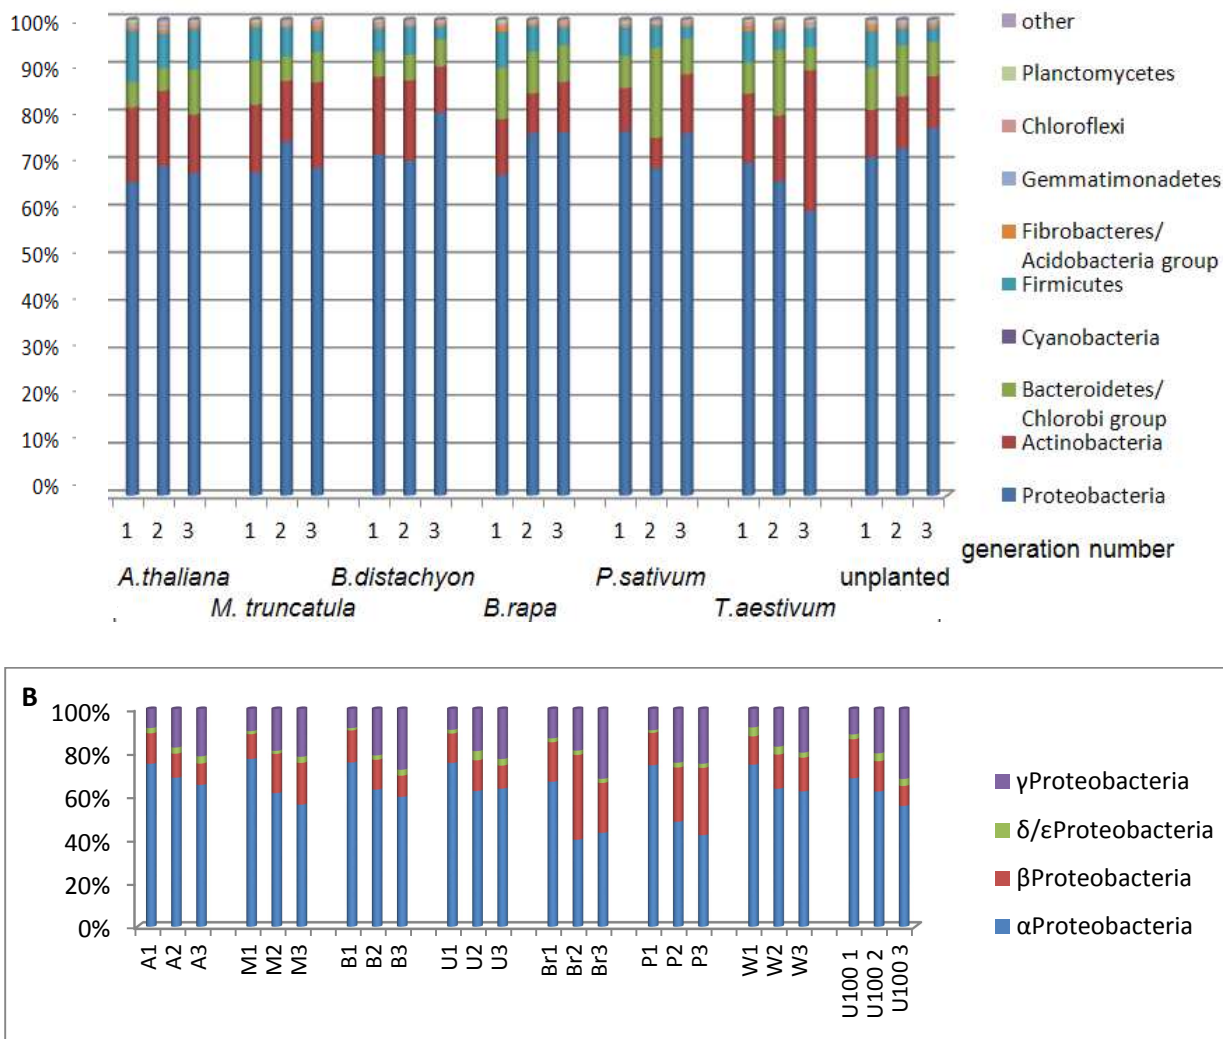 100%
90%
80%
70%
60%
50%
40%
30%
20%
10%
0%
1 2 3 1 2 3 1 2 3 1 2 3 1 2 3 1 2 3 1 2 3
generation number
A.thaliana B.distachyon P.sativum unplanted
M. truncatula B.rapa T.aestivum
other
Planctomycetes
Chloroflexi
Gemmatimonadetes
Fibrobacteres/
Acidobacteria group
Firmicutes
Cyanobacteria
Bacteroidetes/
Chlorobi group
Actinobacteria
Proteobacteria
B
100%
80%
60%
40%
20%
0%
A1 A2 A3 M1 M2 M3 B1 B2 B3 U1 U2 U3 Br1 Br2 Br3 P1 P2 P3 W1 W2 W3 U100 1 U100 2 U100 3
γProteobacteria
δ/εProteobacteria
βProteobacteria
αProteobacteria